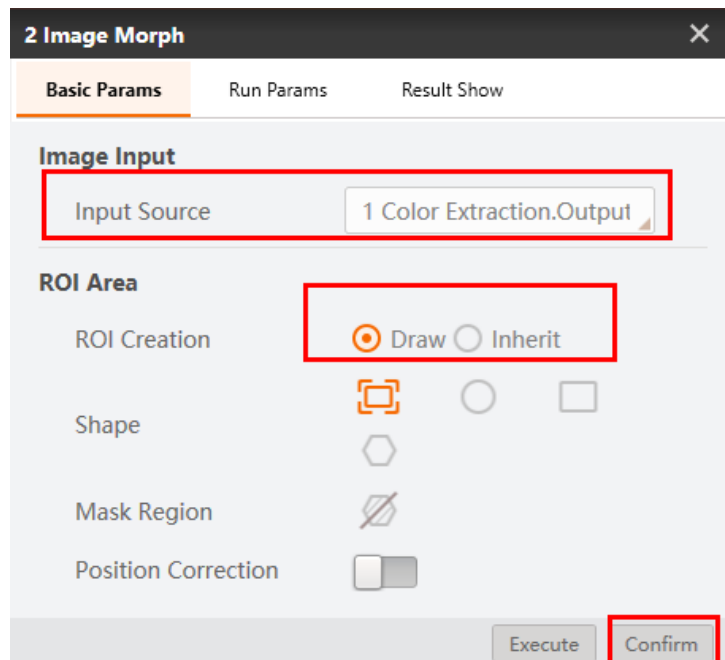 2 Image Morph
Basic Params Run Params Result Show
Image Input
Input Source 1 Color Extraction.Output
ROI Area
ROI Creation Draw Inherit
Shape
Mask Region
Position Correction
Execute Confirm